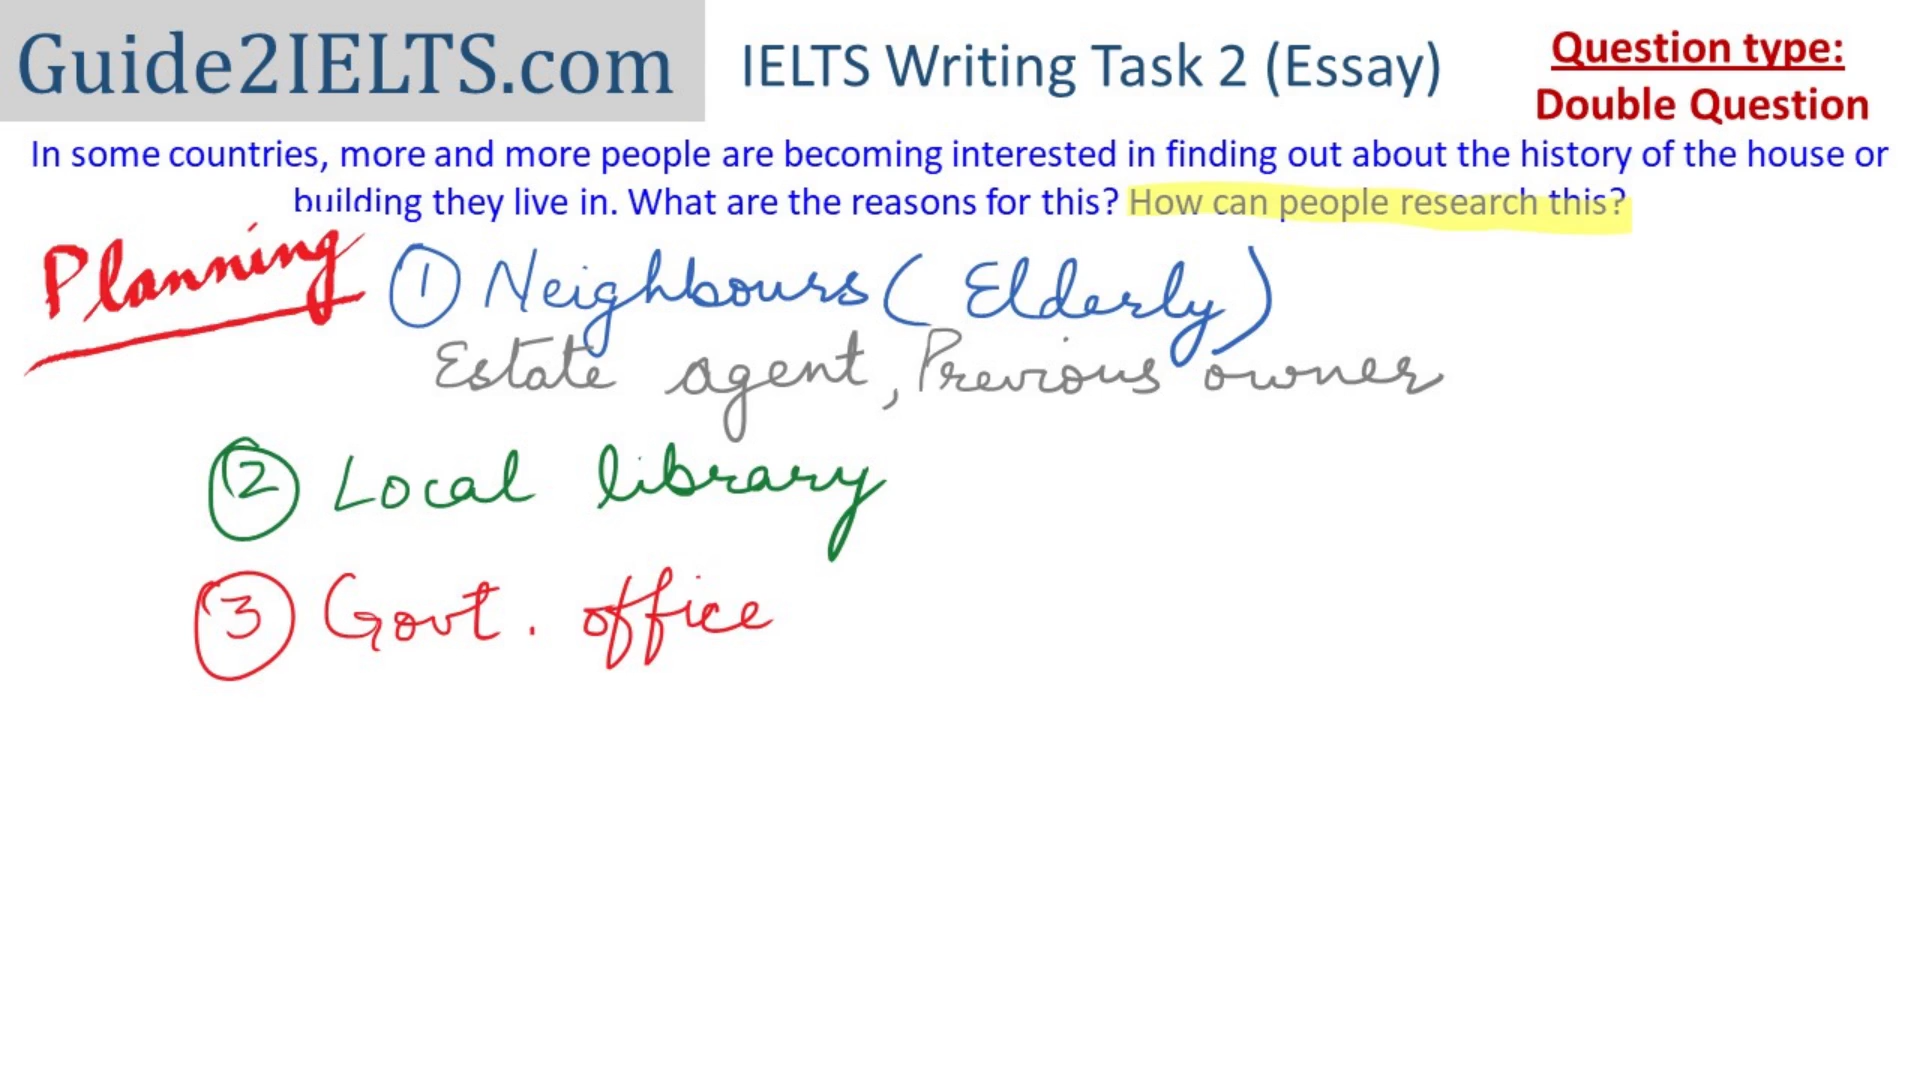 Guide2IELTS.com
IELTS Writing Task 2 (Essay)
Question type:
Double Question
In some countries, more and more people are becoming interested in finding out about the history of the house or
building they live in. What are the reasons for this? How can people research this?
Planning
① Neighbours (Elderly)
Estate agent, Previous owner
② Local library
③ Govt. office